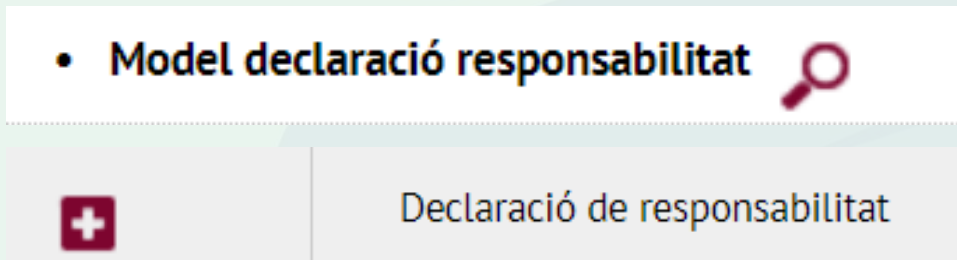 • Model declaració responsabilitat
Declaració de responsabilitat